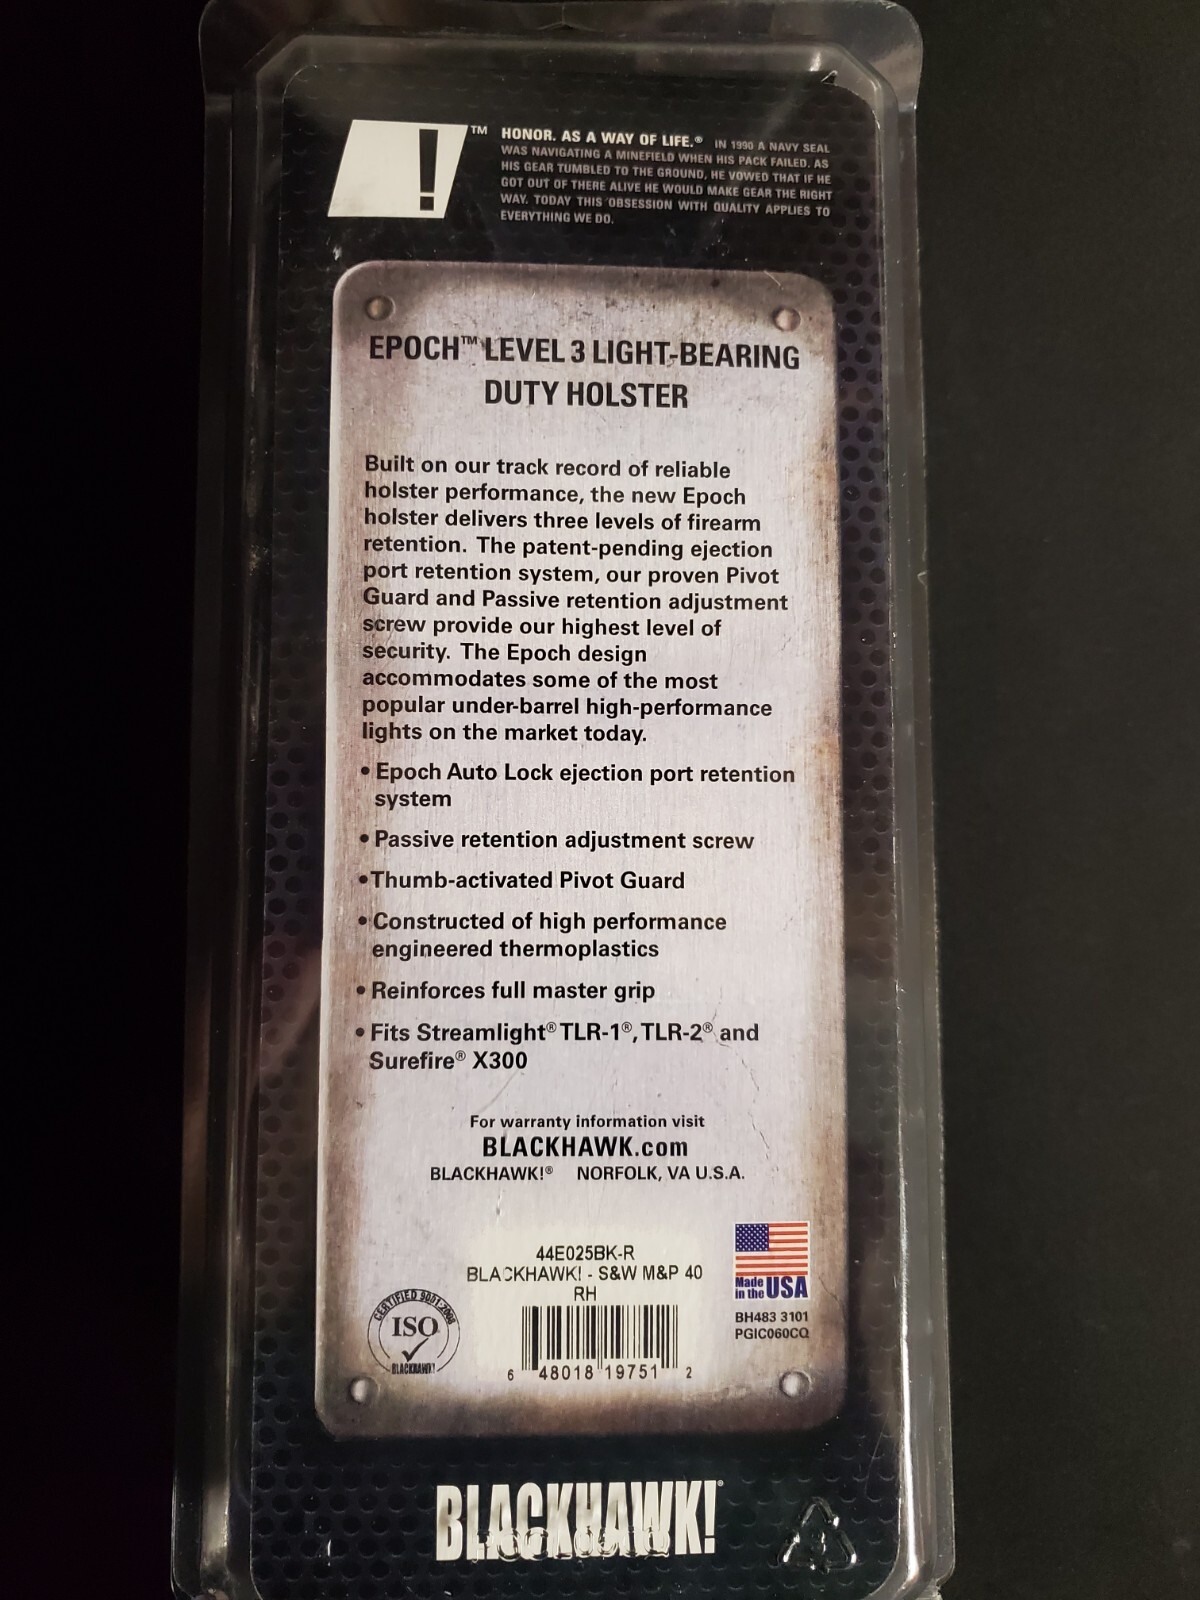 ! ™
HONOR. AS A WAY OF LIFE.® IN 1990 A NAVY SEAL
WAS NAVIGATING A MINEFIELD WHEN HIS PACK FAILED. AS
HIS GEAR TUMBLED TO THE GROUND, HE VOWED THAT IF HE
GOT OUT OF THERE ALIVE HE WOULD MAKE GEAR THE RIGHT
WAY. TODAY THIS OBSESSION WITH QUALITY APPLIES TO
EVERYTHING WE DO.
EPOCH™ LEVEL 3 LIGHT-BEARING
DUTY HOLSTER
Built on our track record of reliable
holster performance, the new Epoch
holster delivers three levels of firearm
retention. The patent-pending ejection
port retention system, our proven Pivot
Guard and Passive retention adjustment
screw provide our highest level of
security. The Epoch design
accommodates some of the most
popular under-barrel high-performance
lights on the market today.
• Epoch Auto Lock ejection port retention
system
• Passive retention adjustment screw
• Thumb-activated Pivot Guard
• Constructed of high performance
engineered thermoplastics
• Reinforces full master grip
• Fits Streamlight® TLR-1®, TLR-2® and
Surefire® X300
For warranty information visit
BLACKHAWK.com
BLACKHAWK!® NORFOLK, VA U.S.A.
44E025BK-R
BLACKHAWK! - S&W M&P 40
RH
6 48018 19751 2
CERTIFIED 9001:2008
ISO
BLACKHAWK!
Made
in the USA
BH483 3101
PGIC060CQ
BLACKHAWK!®